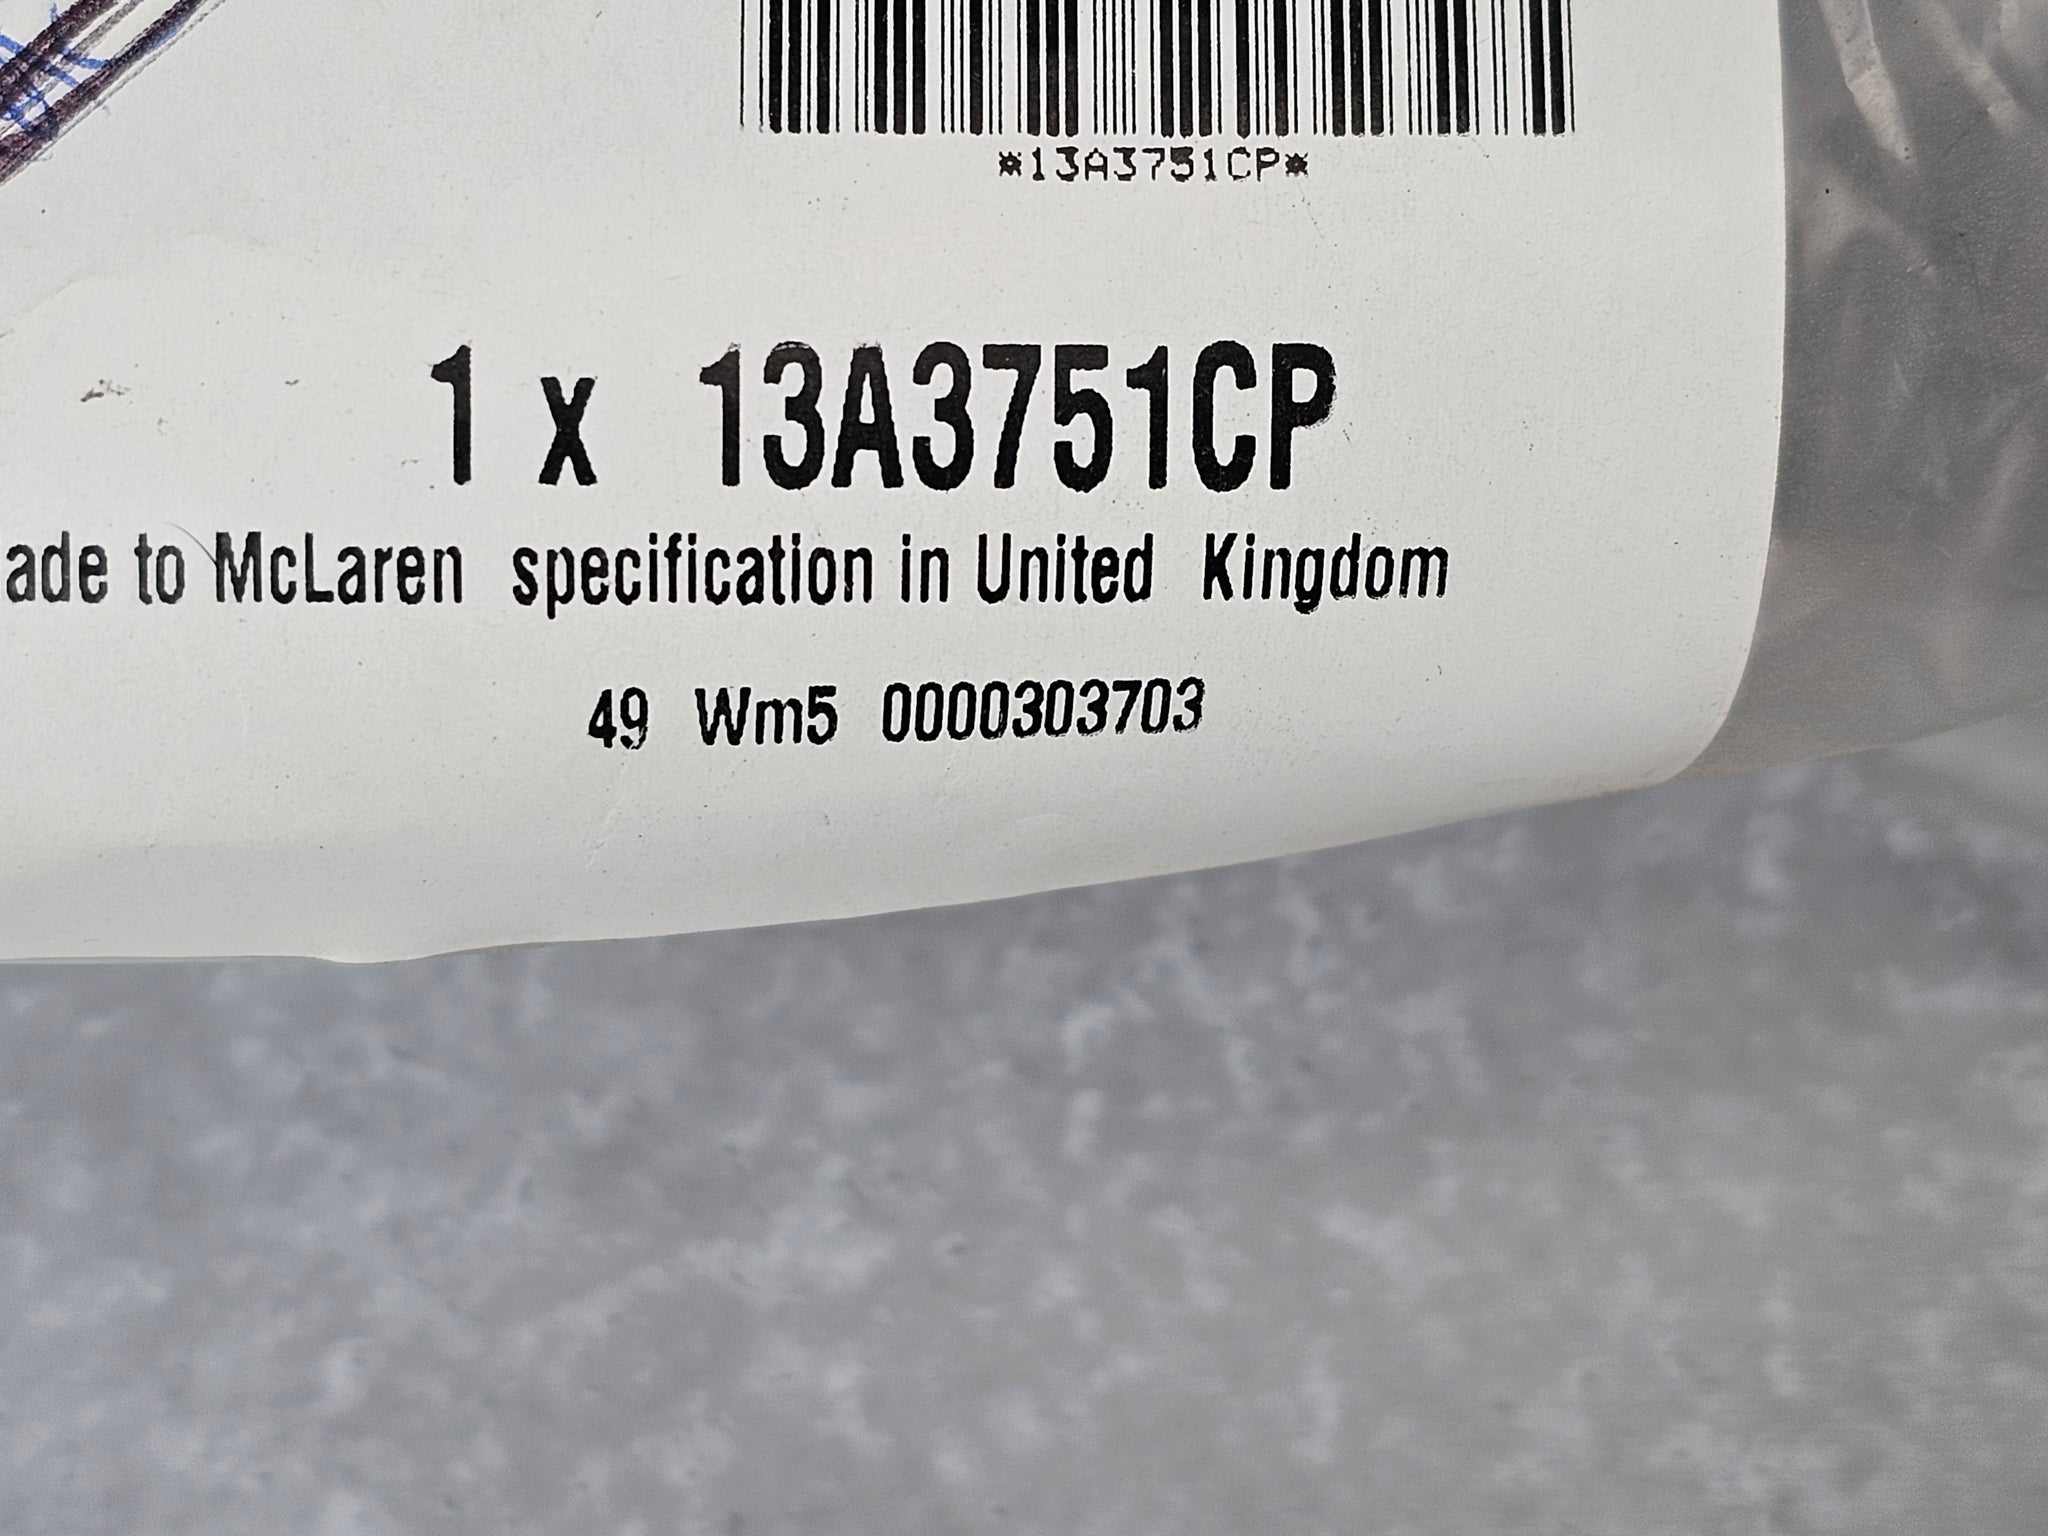 *13A3751CP*
1 x 13A3751CP
ade to McLaren specification in United Kingdom
49 Wm5 0000303703